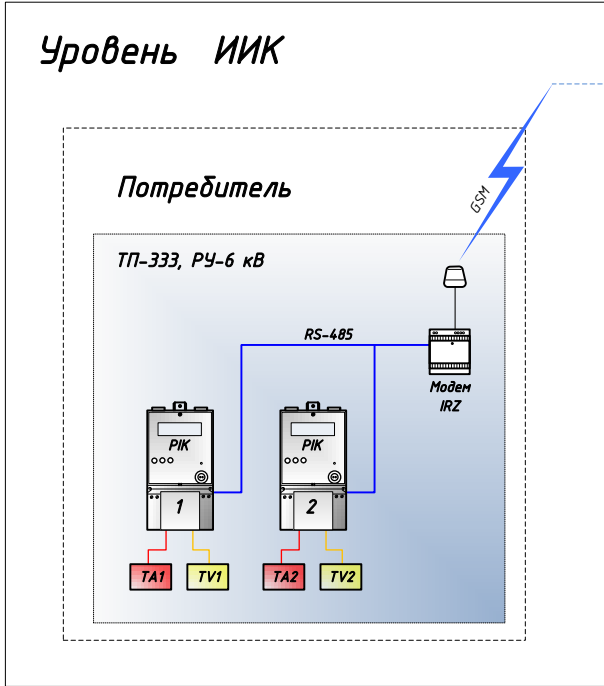 Уровень ИИК
GSM
Потребитель
ТП-333, РУ-6 кВ
RS-485
Модем
IRZ
PIK
PIK
1
2
TA1
TV1
TA2
TV2